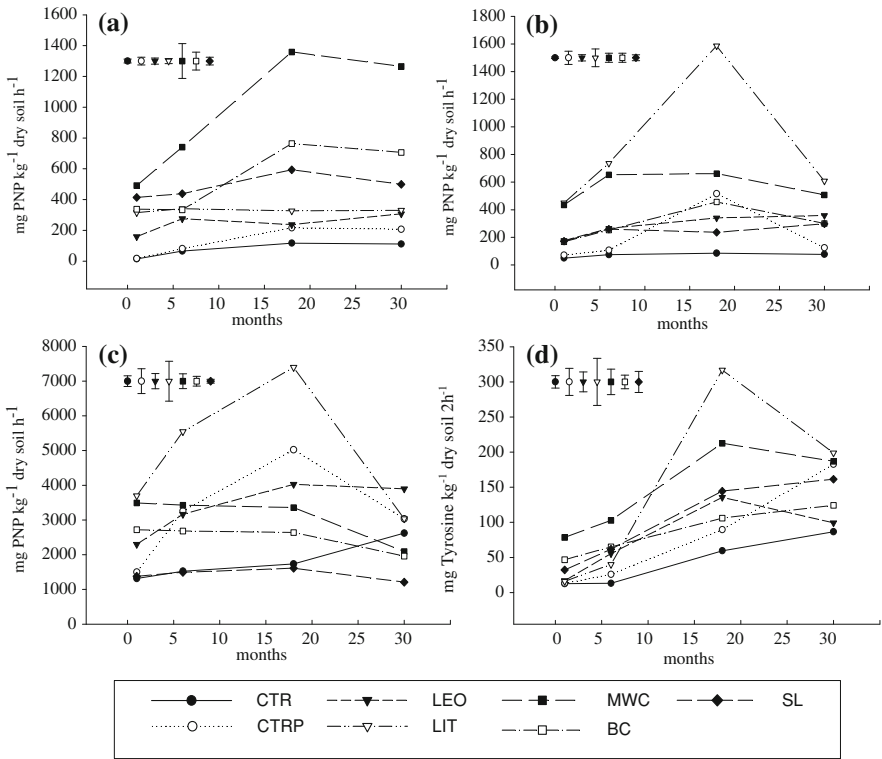 (a)
mg PNP kg⁻¹ dry soil h⁻¹
1600
1400
1200
1000
800
600
400
200
0
0 5 10 15 20 25 30
months
(b)
mg PNP kg⁻¹ dry soil h⁻¹
1800
1600
1400
1200
1000
800
600
400
200
0
0 5 10 15 20 25 30
months
(c)
mg PNP kg⁻¹ dry soil h⁻¹
8000
7000
6000
5000
4000
3000
2000
1000
0
0 5 10 15 20 25 30
months
(d)
mg Tyrosine kg⁻¹ dry soil 2h⁻¹
350
300
250
200
150
100
50
0
0 5 10 15 20 25 30
months
CTR LEO MWC SL
CTRP LIT BC